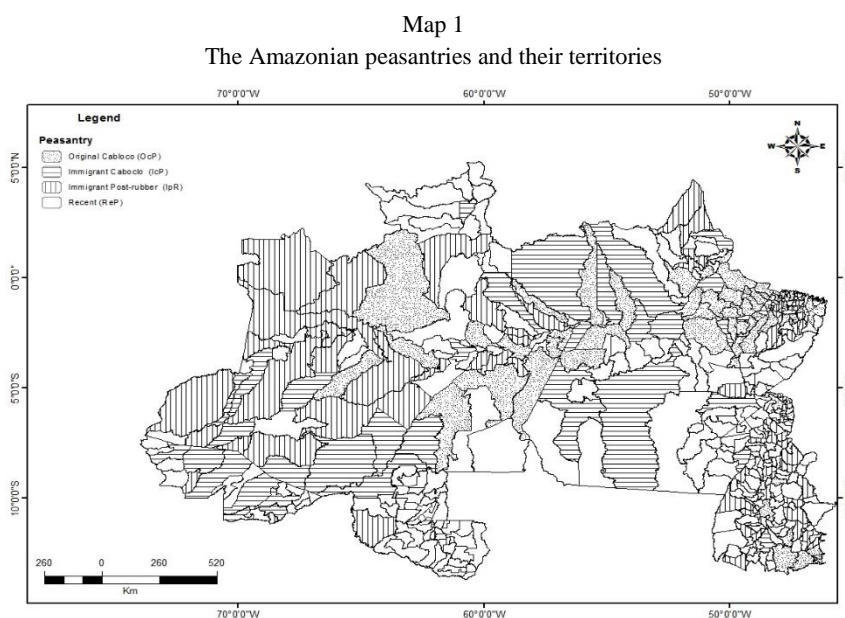 Map 1
The Amazonian peasantries and their territories
70°0'0"W 60°0'0"W 50°0'0"W
Legend
Peasantry
Original Cabloco (OcP)
Immigrant Caboclo (IcP)
Immigrant Post-rubber (IpR)
Recent (ReP)
N
W E
S
5°0'0"N
0°0'0"
5°0'0"S
10°0'0"S
260 0 260 520
Km
70°0'0"W 60°0'0"W 50°0'0"W